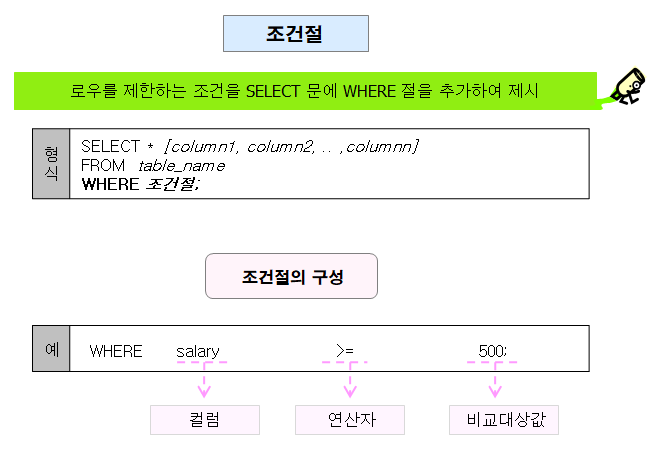 조건절
로우를 제한하는 조건을 SELECT 문에 WHERE 절을 추가하여 제시
형식
SELECT * [column1, column2, .. ,columnn]
FROM table_name
WHERE 조건절;
조건절의 구성
예 WHERE salary >= 500;
컬럼 연산자 비교대상값